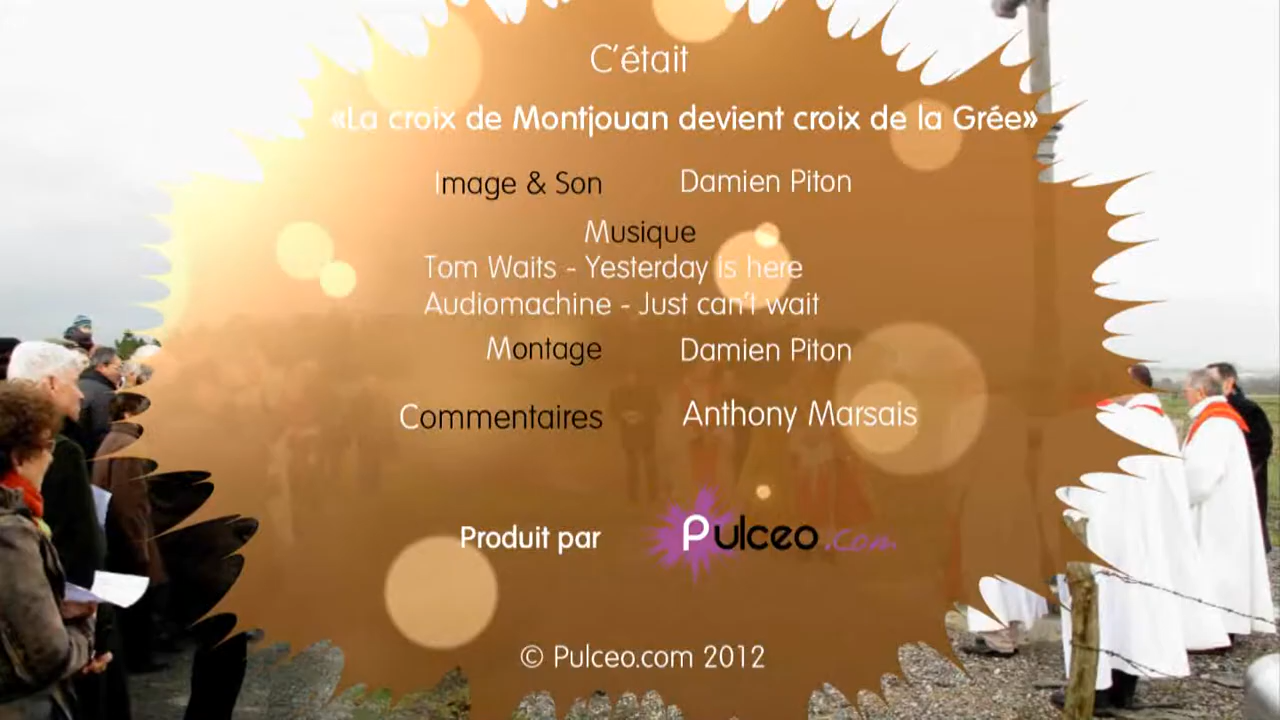 C'était
«La croix de Montjouan devient croix de la Grée»
Image & Son Damien Piton
Musique
Tom Waits - Yesterday is here
Audiomachine - Just can't wait
Montage Damien Piton
Commentaires Anthony Marsais
Produit par Pulceo.com
© Pulceo.com 2012